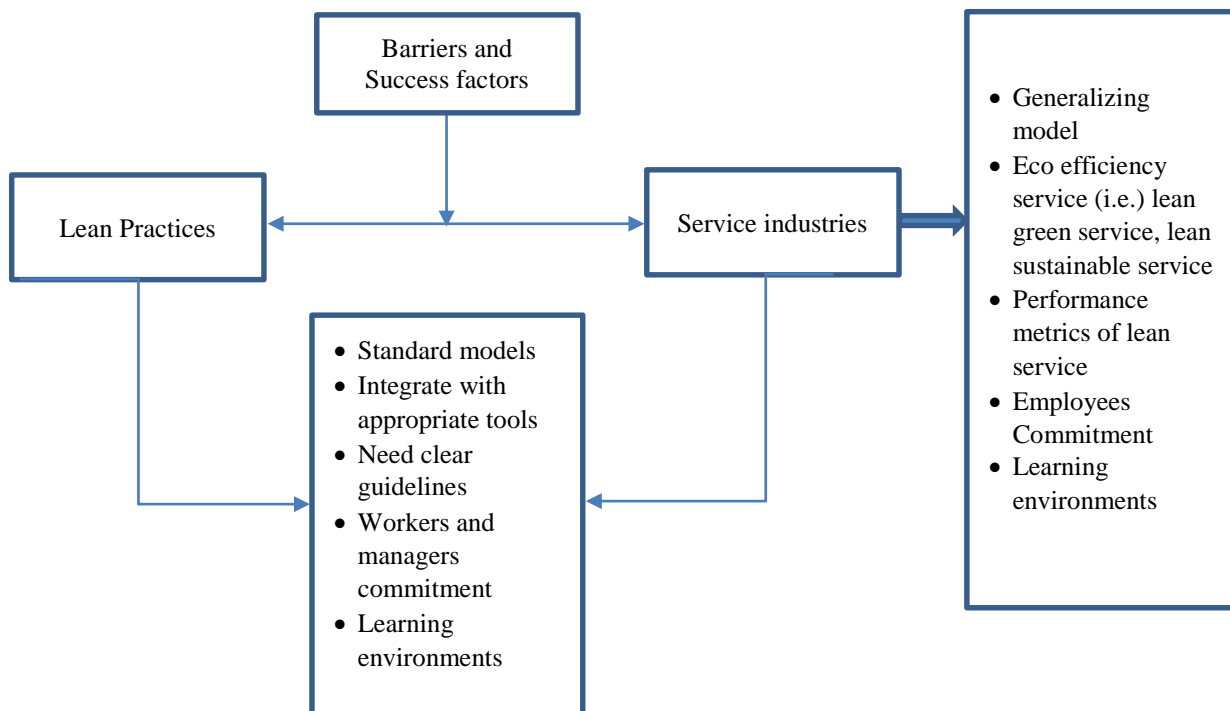 Barriers and
Success factors
Lean Practices
Service industries
• Standard models
• Integrate with
appropriate tools
• Need clear
guidelines
• Workers and
managers
commitment
• Learning
environments
• Generalizing
model
• Eco efficiency
service (i.e.) lean
green service, lean
sustainable service
• Performance
metrics of lean
service
• Employees
Commitment
• Learning
environments